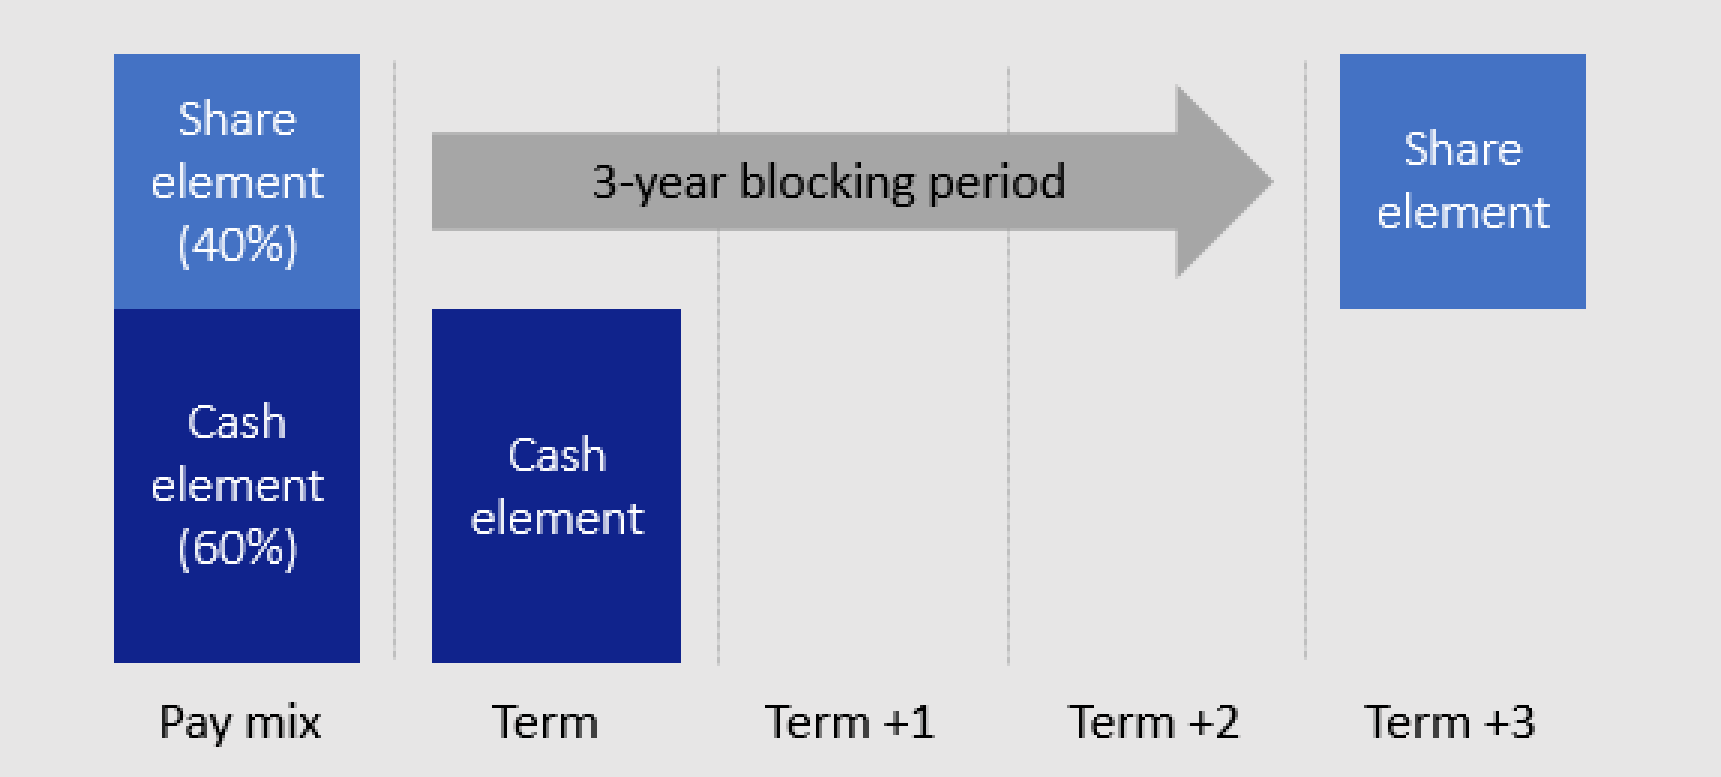 Share
element
(40%)
3-year blocking period
Share
element
Cash
element
(60%)
Cash
element
Pay mix
Term
Term +1
Term +2
Term +3